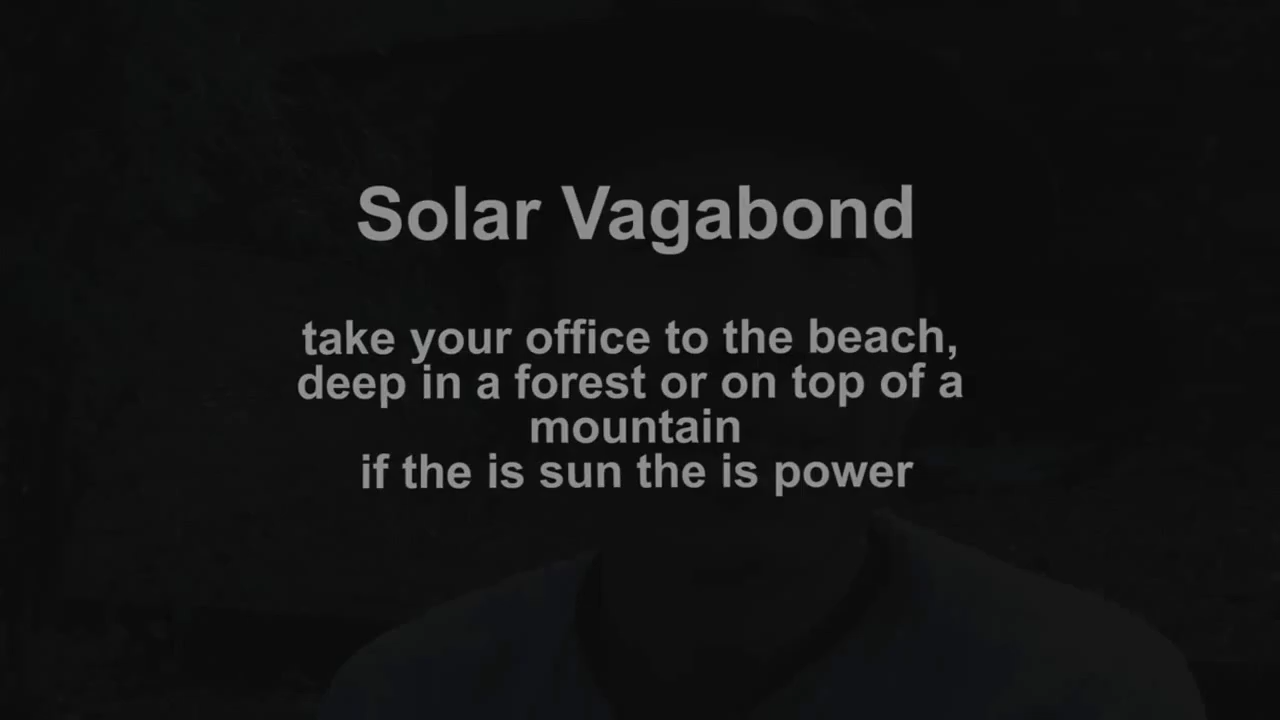 Solar Vagabond
take your office to the beach,
deep in a forest or on top of a
mountain
if the is sun the is power